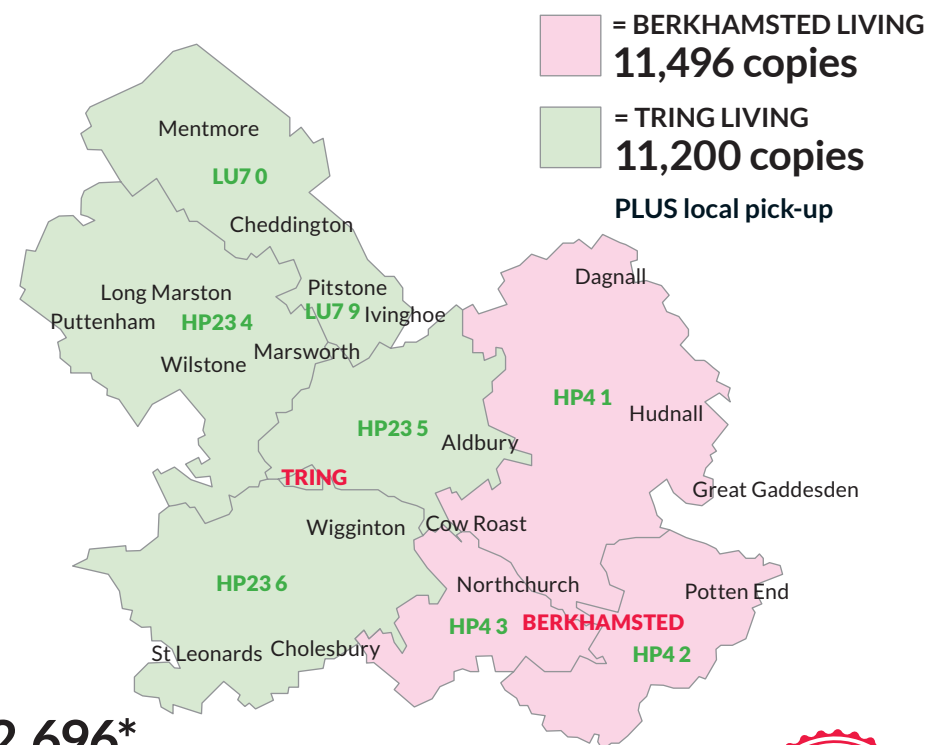 = BERKHAMSTED LIVING
11,496 copies
= TRING LIVING
11,200 copies
PLUS local pick-up
Mentmore
LU7 0
Cheddington
Dagnall
Pitstone
Long Marston
LU7 9 Ivinghoe
Puttenham HP23 4
Marsworth
Wilstone
HP4 1
Hudnall
HP23 5
Aldbury
TRING
Great Gaddesden
Wigginton
Cow Roast
HP23 6
Northchurch
Potten End
HP4 3
BERKHAMSTED
St Leonards
Cholesbury
HP4 2
2,696*